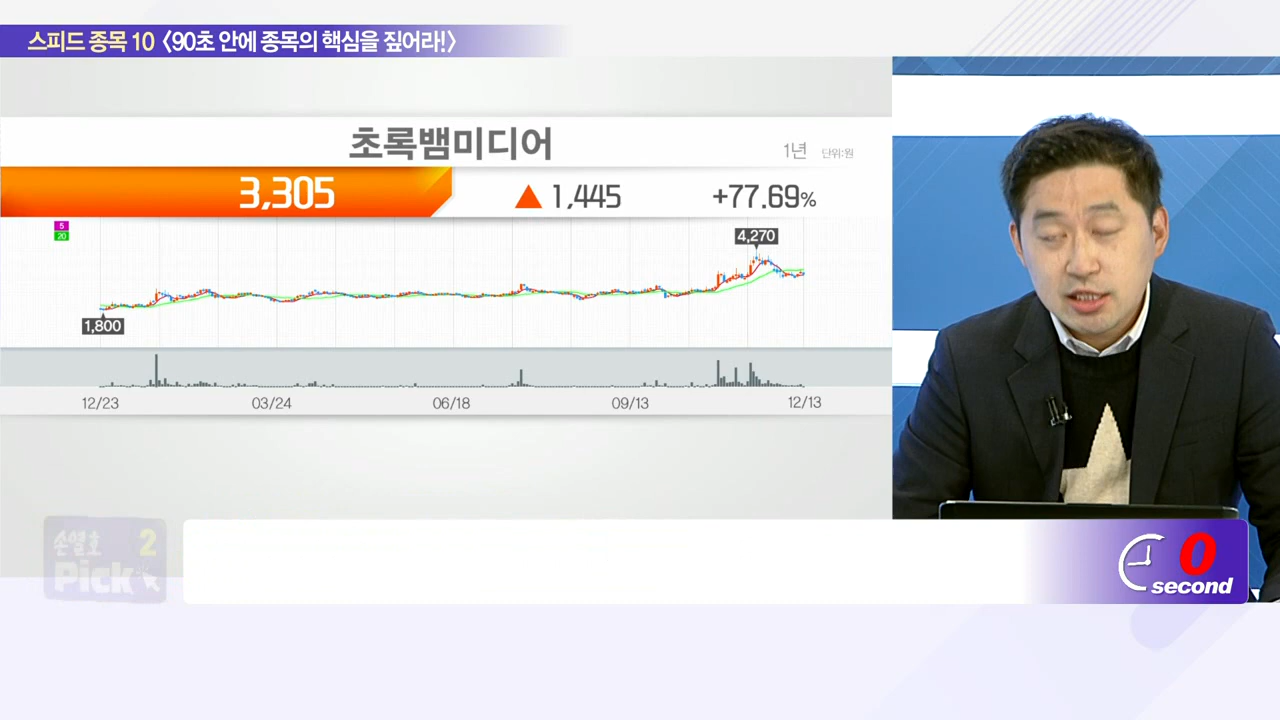 스피드 종목 10 <90초 안에 종목의 핵심을 짚어라!>
초록뱀미디어
1년 단위:원
3,305 ▲ 1,445 +77.69%
5
20
4,270
1,800
12/23 03/24 06/18 09/13 12/13
손열호 2
Pick
0
second